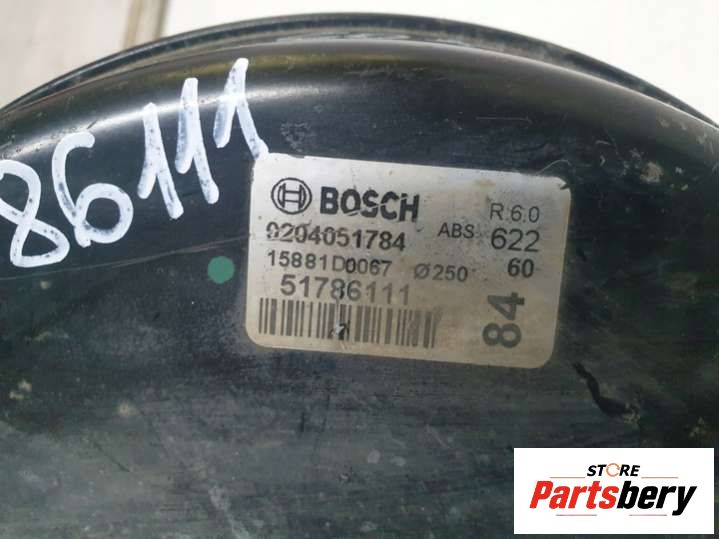 86111
BOSCH
R.6.0
0204051784 ABS 622
15881D0067 Ø250 60
51786111
84
STORE
Partsbery